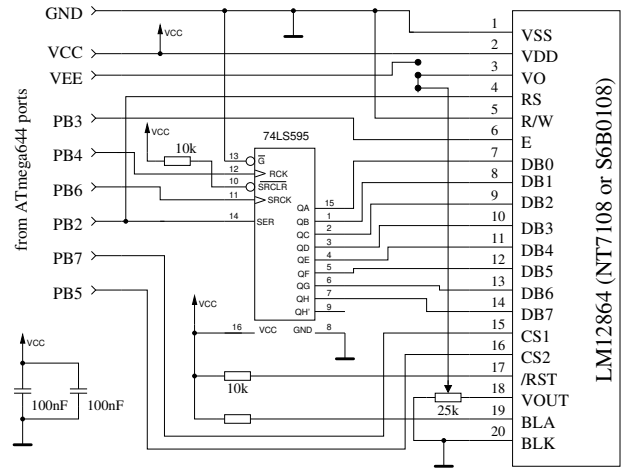 GND
VCC
VEE
PB3
PB4
PB6
PB2
PB7
PB5
from ATmega644 ports
VCC
VCC
10k
74LS595
13 G
12 RCK
10 SRCLR
11 SRCK
14 SER
QA 15
QB 1
QC 2
QD 3
QE 4
QF 5
QG 6
QH 7
QH' 9
16 VCC GND 8
VCC
10k
VCC
100nF 100nF
25k
1 VSS
2 VDD
3 VO
4 RS
5 R/W
6 E
7 DB0
8 DB1
9 DB2
10 DB3
11 DB4
12 DB5
13 DB6
14 DB7
15 CS1
16 CS2
17 /RST
18 VOUT
19 BLA
20 BLK
LM12864 (NT7108 or S6B0108)